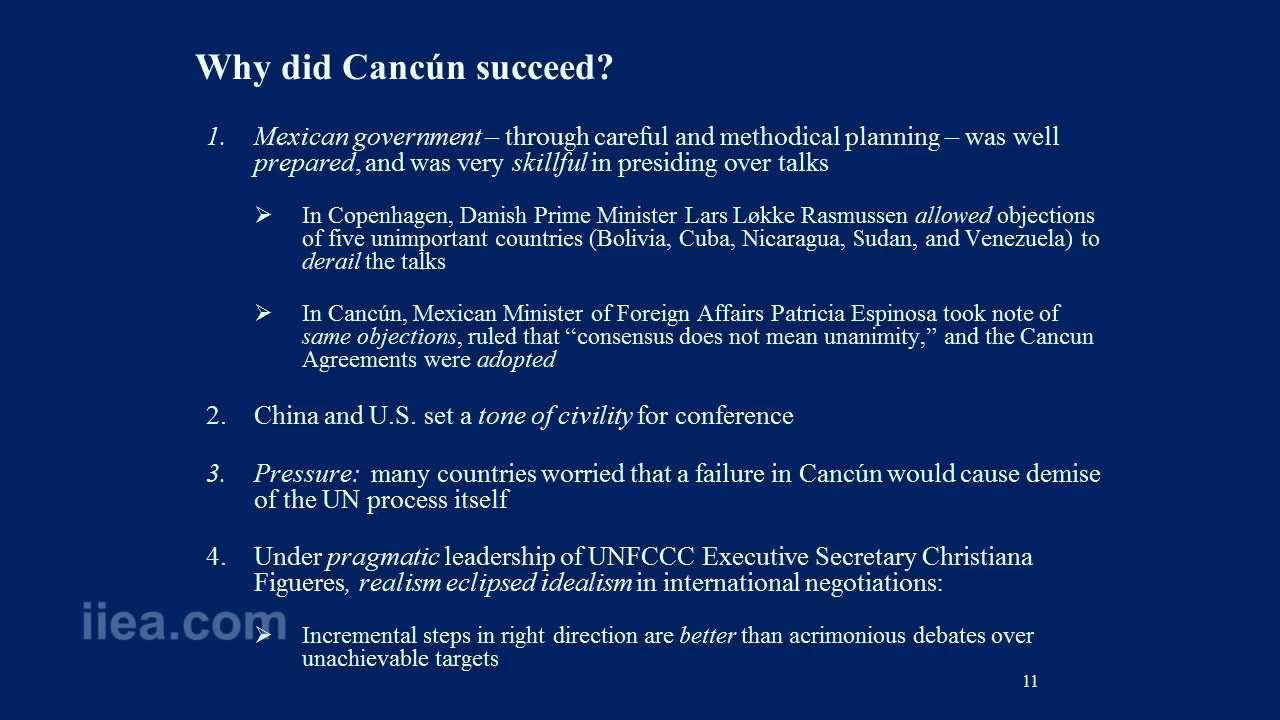 Why did Cancún succeed?
1. Mexican government – through careful and methodical planning – was well
prepared, and was very skillful in presiding over talks
➢ In Copenhagen, Danish Prime Minister Lars Løkke Rasmussen allowed objections
of five unimportant countries (Bolivia, Cuba, Nicaragua, Sudan, and Venezuela) to
derail the talks
➢ In Cancún, Mexican Minister of Foreign Affairs Patricia Espinosa took note of
same objections, ruled that “consensus does not mean unanimity,” and the Cancun
Agreements were adopted
2. China and U.S. set a tone of civility for conference
3. Pressure: many countries worried that a failure in Cancún would cause demise
of the UN process itself
4. Under pragmatic leadership of UNFCCC Executive Secretary Christiana
Figueres, realism eclipsed idealism in international negotiations:
iiea.com
➢ Incremental steps in right direction are better than acrimonious debates over
unachievable targets
11